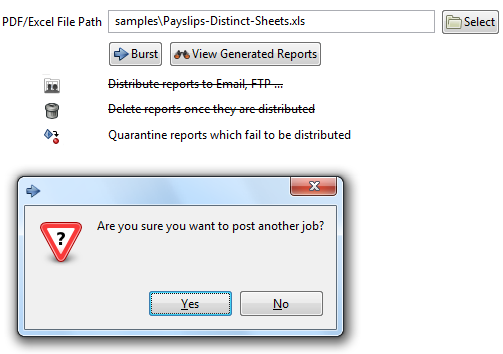 PDF/Excel File Path samples\Payslips-Distinct-Sheets.xls Select
Burst View Generated Reports
Distribute reports to Email, FTP ...
Delete reports once they are distributed
Quarantine reports which fail to be distributed
Are you sure you want to post another job?
Yes No